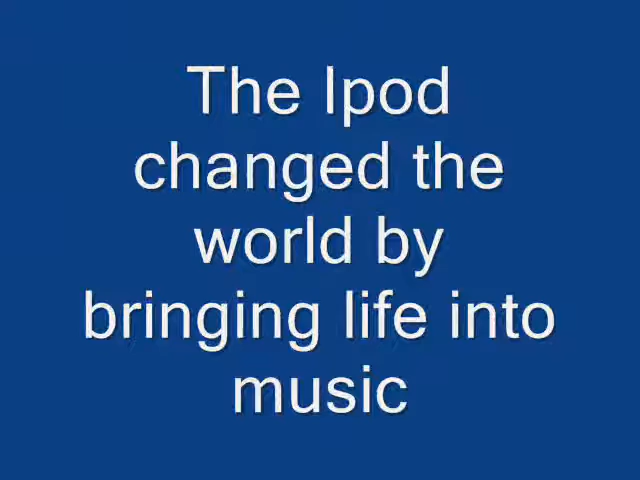 The Ipod
changed the
world by
bringing life into
music